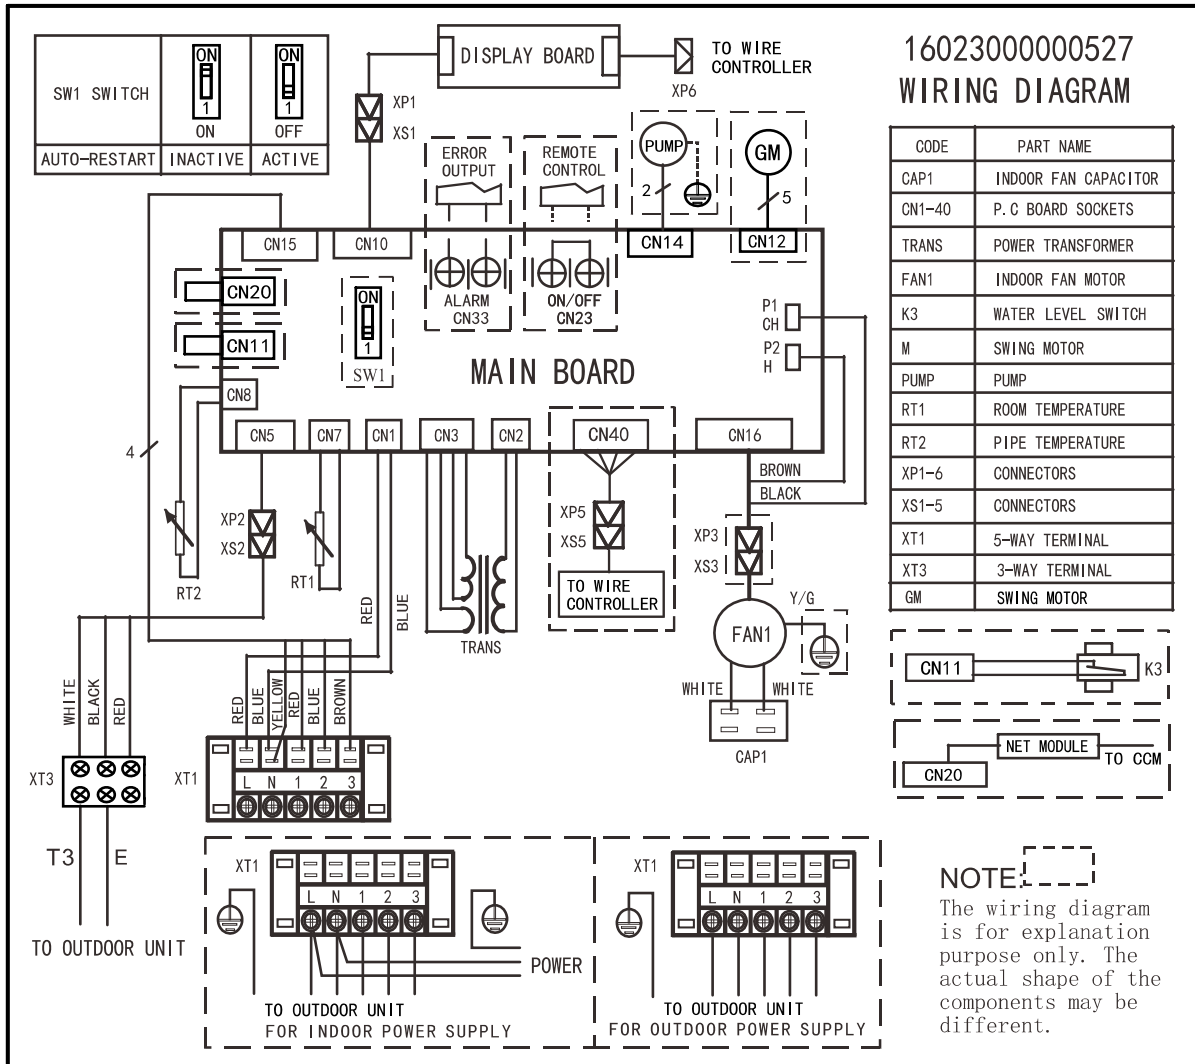 16023000000527
WIRING DIAGRAM
SW1 SWITCH
ON
1
ON
ON
1
OFF
AUTO-RESTART INACTIVE ACTIVE
DISPLAY BOARD
TO WIRE
CONTROLLER
XP6
XP1
XS1
ERROR
OUTPUT
REMOTE
CONTROL
PUMP
2
GM
5
CN15
CN10
CN14
CN12
CN20
CN11
CN8
ON
1
SW1
ALARM
CN33
ON/OFF
CN23
P1
CH
P2
H
MAIN BOARD
CN5
CN7
CN1
CN3
CN2
CN40
CN16
4
BROWN
BLACK
XP2
XS2
RT2
RT1
RED
BLUE
TRANS
XP5
XS5
TO WIRE
CONTROLLER
XP3
XS3
FAN1
Y/G
WHITE
WHITE
CAP1
WHITE
BLACK
RED
RED
BLUE
YELLOW
RED
BLUE
BROWN
XT3
XT1
L N 1 2 3
T3
E
TO OUTDOOR UNIT
XT1
L N 1 2 3
POWER
TO OUTDOOR UNIT
FOR INDOOR POWER SUPPLY
XT1
L N 1 2 3
TO OUTDOOR UNIT
FOR OUTDOOR POWER SUPPLY
CODE PART NAME
CAP1 INDOOR FAN CAPACITOR
CN1-40 P.C BOARD SOCKETS
TRANS POWER TRANSFORMER
FAN1 INDOOR FAN MOTOR
K3 WATER LEVEL SWITCH
M SWING MOTOR
PUMP PUMP
RT1 ROOM TEMPERATURE
RT2 PIPE TEMPERATURE
XP1-6 CONNECTORS
XS1-5 CONNECTORS
XT1 5-WAY TERMINAL
XT3 3-WAY TERMINAL
GM SWING MOTOR
CN11
K3
NET MODULE
TO CCM
CN20
NOTE:
The wiring diagram
is for explanation
purpose only. The
actual shape of the
components may be
different.